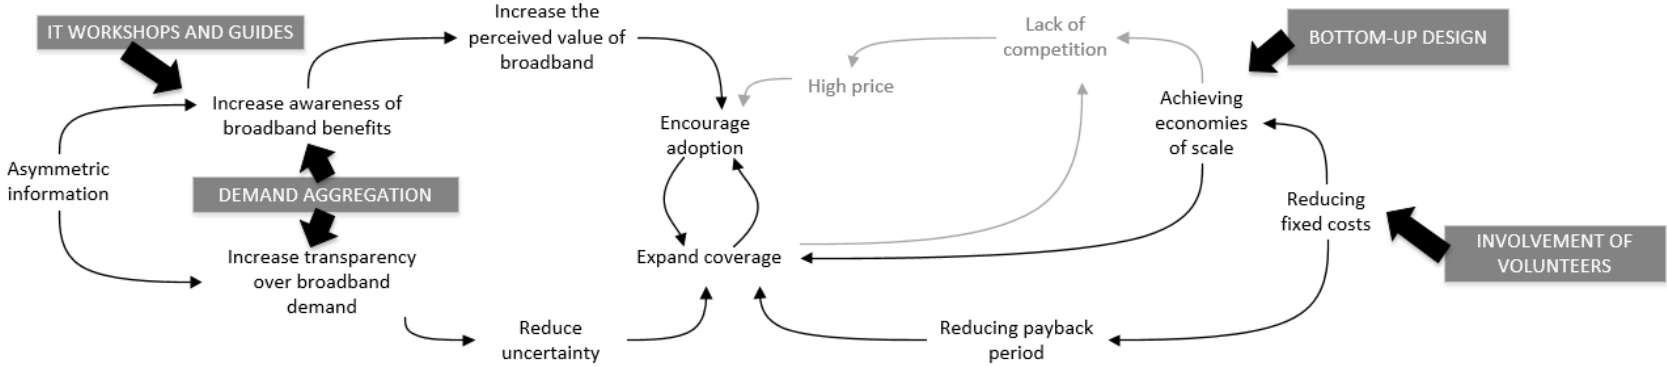 IT WORKSHOPS AND GUIDES
Increase the
perceived value of
broadband
Lack of
competition
BOTTOM-UP DESIGN
High price
Increase awareness of
broadband benefits
Achieving
economies
of scale
Encourage
adoption
Asymmetric
information
DEMAND AGGREGATION
Reducing
fixed costs
Increase transparency
over broadband
demand
Expand coverage
INVOLVEMENT OF
VOLUNTEERS
Reduce
uncertainty
Reducing payback
period